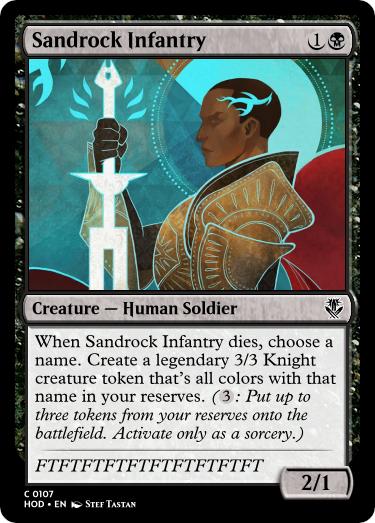 Sandrock Infantry 1
Creature — Human Soldier
When Sandrock Infantry dies, choose a
name. Create a legendary 3/3 Knight
creature token that's all colors with that
name in your reserves. (3: Put up to
three tokens from your reserves onto the
battlefield. Activate only as a sorcery.)
FTFTFTFTFTFTFTFTFTFT
2/1
C 0107
HOD • EN Stef Tastan